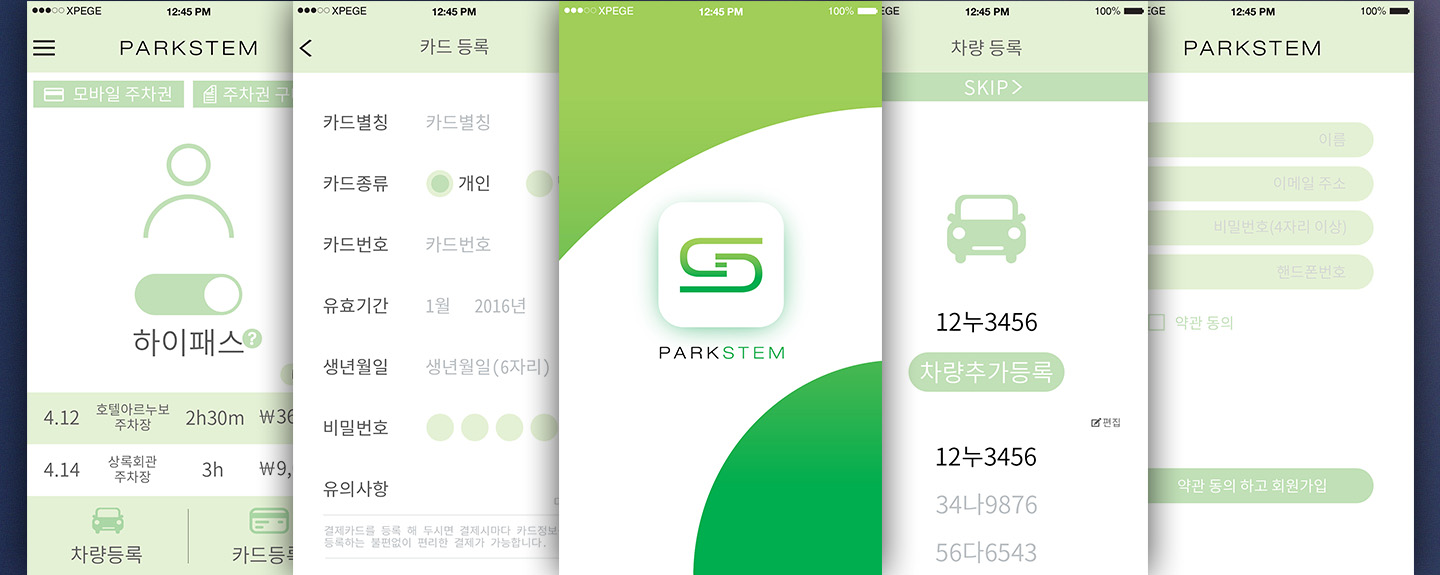 XPEGE 12:45 PM
PARKSTEM
모바일 주차권
주차권
하이패스?
4.12 호텔아르누보 주차장 2h30m ₩36
4.14 상록회관 주차장 3h ₩9,
차량등록
카드등록
XPEGE 12:45 PM
카드 등록
카드별칭 카드별칭
카드종류 개인
카드번호 카드번호
유효기간 1월 2016년
생년월일 생년월일(6자리)
비밀번호
유의사항
결제카드를 등록 해 두시면 결제시마다 카드정보
등록하는 불편없이 편리한 결제가 가능합니다.
XPEGE 12:45 PM 100%
PARKSTEM
GE 12:45 PM 100%
차량 등록
SKIP>
12누3456
차량추가등록
편집
12누3456
34나9876
56다6543
EGE 12:45 PM 100%
PARKSTEM
이름
이메일 주소
비밀번호(4자리 이상)
핸드폰번호
약관 동의
약관 동의 하고 회원가입